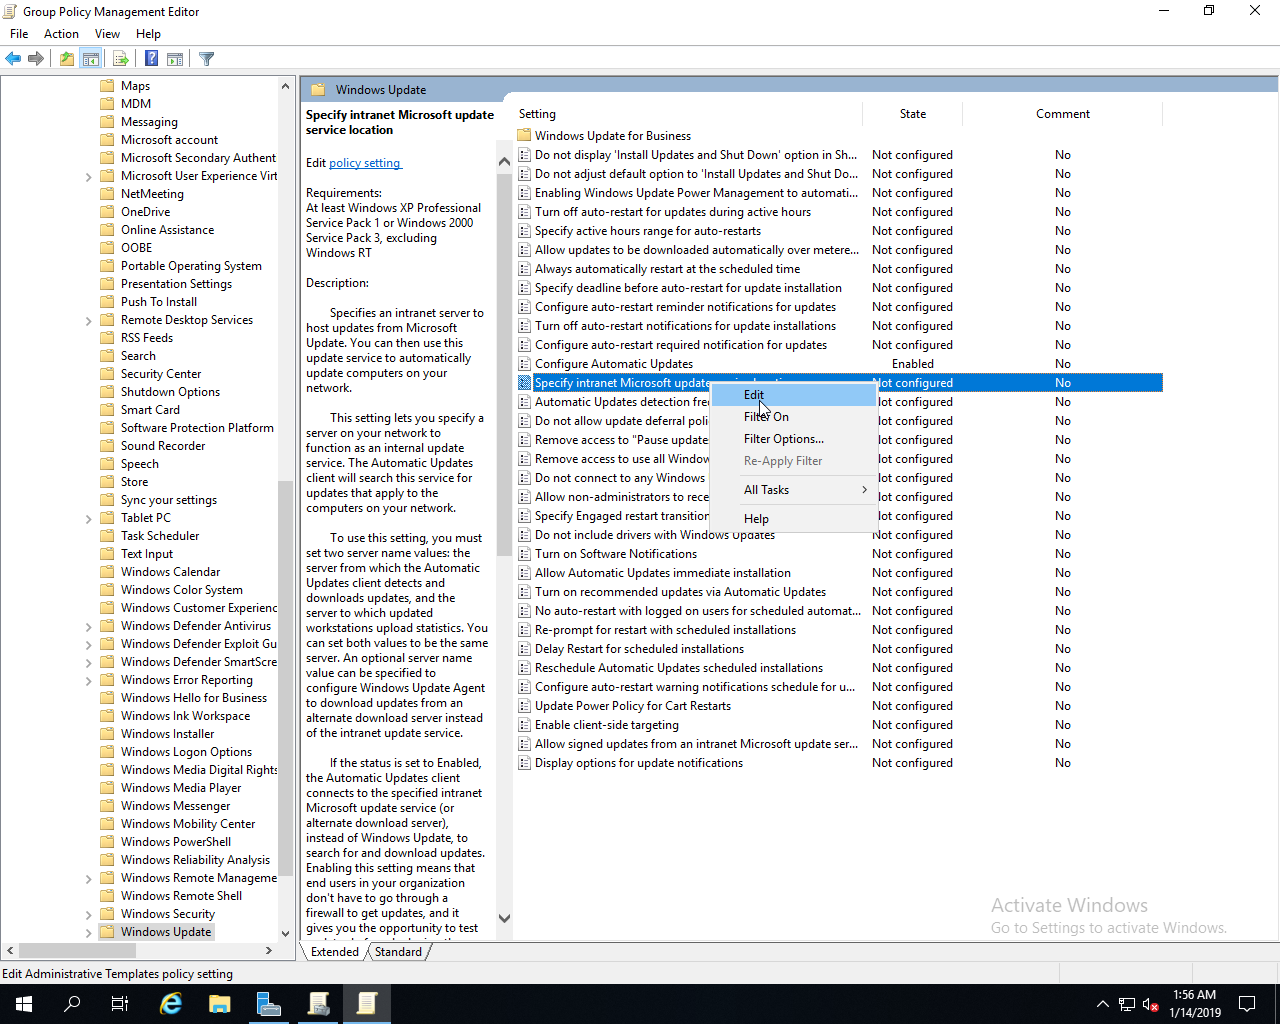 Group Policy Management Editor
File Action View Help
Maps
MDM
Messaging
Microsoft account
Microsoft Secondary Authent
Microsoft User Experience Virt
NetMeeting
OneDrive
Online Assistance
OOBE
Portable Operating System
Presentation Settings
Push To Install
Remote Desktop Services
RSS Feeds
Search
Security Center
Shutdown Options
Smart Card
Software Protection Platform
Sound Recorder
Speech
Store
Sync your settings
Tablet PC
Task Scheduler
Text Input
Windows Calendar
Windows Color System
Windows Customer Experienc
Windows Defender Antivirus
Windows Defender Exploit Gu
Windows Defender SmartScre
Windows Error Reporting
Windows Hello for Business
Windows Ink Workspace
Windows Installer
Windows Logon Options
Windows Media Digital Rights
Windows Media Player
Windows Messenger
Windows Mobility Center
Windows PowerShell
Windows Reliability Analysis
Windows Remote Manageme
Windows Remote Shell
Windows Security
Windows Update
Windows Update
Specify intranet Microsoft update
service location
Edit policy setting
Requirements:
At least Windows XP Professional
Service Pack 1 or Windows 2000
Service Pack 3, excluding
Windows RT
Description:
Specifies an intranet server to
host updates from Microsoft
Update. You can then use this
update service to automatically
update computers on your
network.
This setting lets you specify a
server on your network to
function as an internal update
service. The Automatic Updates
client will search this service for
updates that apply to the
computers on your network.
To use this setting, you must
set two server name values: the
server from which the Automatic
Updates client detects and
downloads updates, and the
server to which updated
workstations upload statistics. You
can set both values to be the same
server. An optional server name
value can be specified to
configure Windows Update Agent
to download updates from an
alternate download server instead
of the intranet update service.
If the status is set to Enabled,
the Automatic Updates client
connects to the specified intranet
Microsoft update service (or
alternate download server),
instead of Windows Update, to
search for and download updates.
Enabling this setting means that
end users in your organization
don't have to go through a
firewall to get updates, and it
gives you the opportunity to test
Setting State Comment
Windows Update for Business
Do not display 'Install Updates and Shut Down' option in Sh... Not configured No
Do not adjust default option to 'Install Updates and Shut Do... Not configured No
Enabling Windows Update Power Management to automati... Not configured No
Turn off auto-restart for updates during active hours Not configured No
Specify active hours range for auto-restarts Not configured No
Allow updates to be downloaded automatically over metere... Not configured No
Always automatically restart at the scheduled time Not configured No
Specify deadline before auto-restart for update installation Not configured No
Configure auto-restart reminder notifications for updates Not configured No
Turn off auto-restart notifications for update installations Not configured No
Configure auto-restart required notification for updates Not configured No
Configure Automatic Updates Enabled No
Specify intranet Microsoft update Not configured No
Automatic Updates detection fre Not configured No
Do not allow update deferral poli Not configured No
Remove access to "Pause update Not configured No
Remove access to use all Window Not configured No
Do not connect to any Windows Not configured No
Allow non-administrators to rece Not configured No
Specify Engaged restart transition Not configured No
Do not include drivers with Windows Updates Not configured No
Turn on Software Notifications Not configured No
Allow Automatic Updates immediate installation Not configured No
Turn on recommended updates via Automatic Updates Not configured No
No auto-restart with logged on users for scheduled automat... Not configured No
Re-prompt for restart with scheduled installations Not configured No
Delay Restart for scheduled installations Not configured No
Reschedule Automatic Updates scheduled installations Not configured No
Configure auto-restart warning notifications schedule for u... Not configured No
Update Power Policy for Cart Restarts Not configured No
Enable client-side targeting Not configured No
Allow signed updates from an intranet Microsoft update ser... Not configured No
Display options for update notifications Not configured No
Edit
Filter On
Filter Options...
Re-Apply Filter
All Tasks
Help
Activate Windows
Go to Settings to activate Windows.
Extended Standard
Edit Administrative Templates policy setting
1:56 AM
1/14/2019